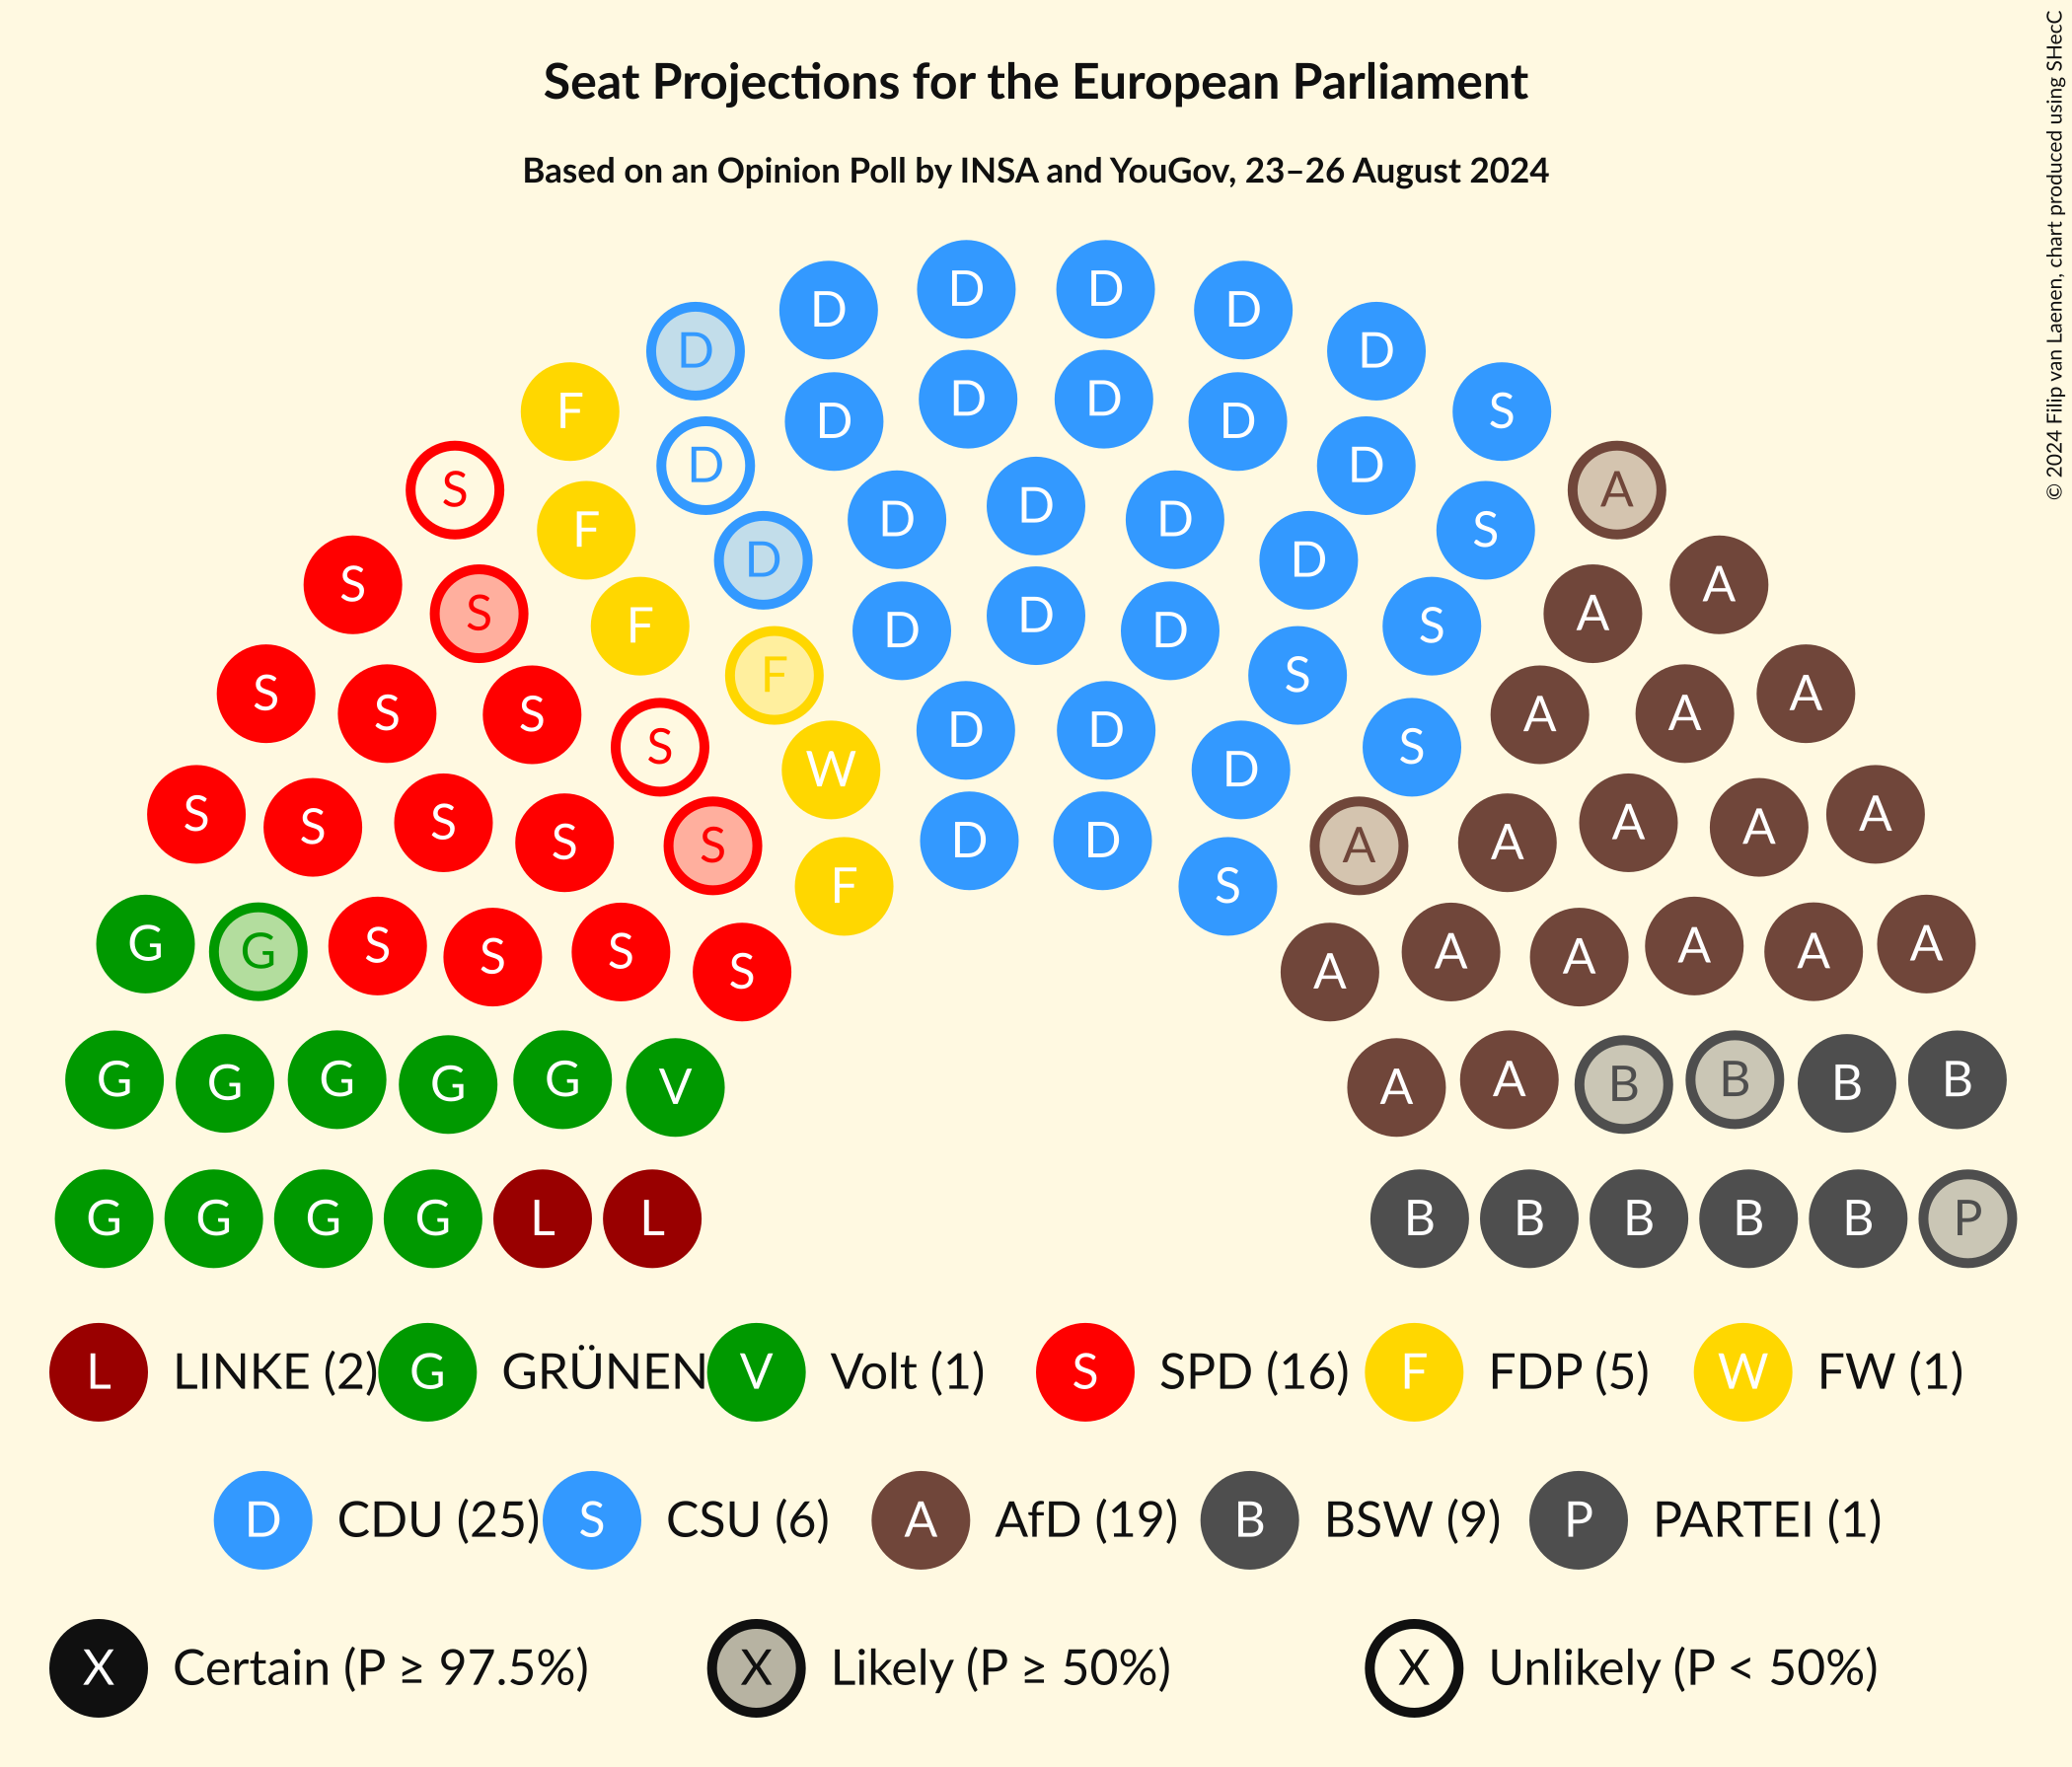 Seat Projections for the European Parliament
Based on an Opinion Poll by INSA and YouGov, 23–26 August 2024
© 2024 Filip van Laenen, chart produced using SHecC
D D D D
D D
F S
D D D D
D D
S A
D D D
F S
D D
S A
D D D
F S
S A
F S
S S A A
D D
S S
S S A A
W D
S S A A
S S A A
D D
S A
F S
G G S S S S A A A A A A
G G G G G V A A B B B B
G G G G L L B B B B B P
L LINKE (2) G GRÜNEN V Volt (1) S SPD (16) F FDP (5) W FW (1)
D CDU (25) S CSU (6) A AfD (19) B BSW (9) P PARTEI (1)
X Certain (P ≥ 97.5%) X Likely (P ≥ 50%) X Unlikely (P < 50%)